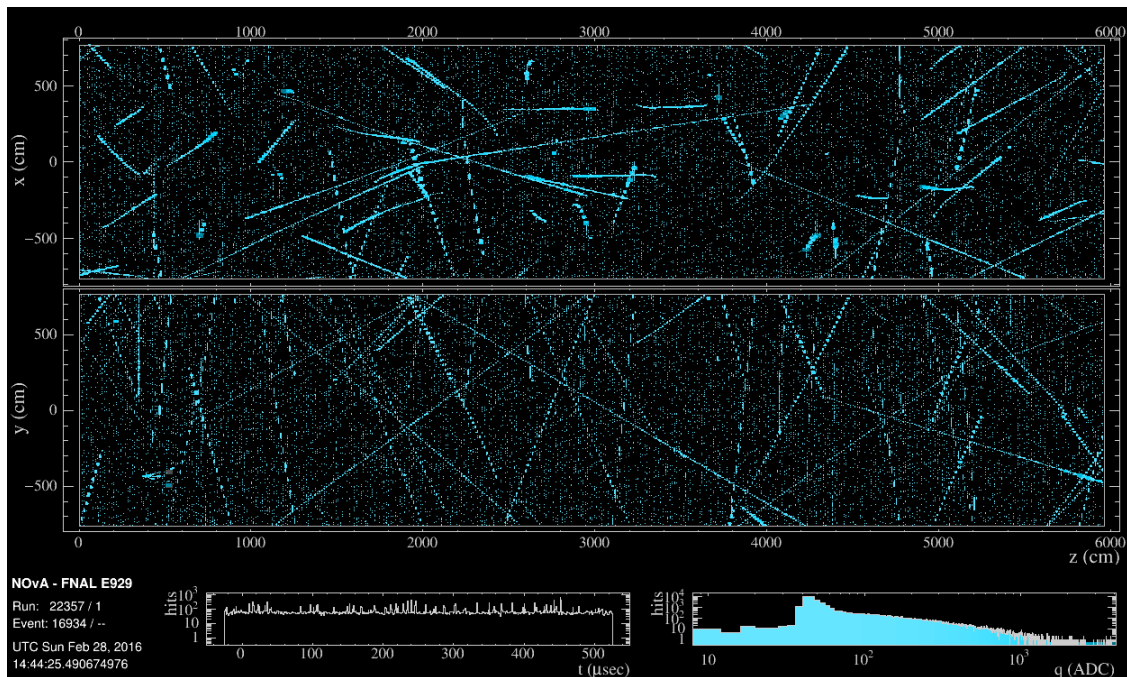 0 1000 2000 3000 4000 5000 6000
x (cm)
500
0
−500
y (cm)
500
0
−500
0 1000 2000 3000 4000 5000 6000
z (cm)
NOvA - FNAL E929
Run: 22357 / 1
Event: 16934 / --
UTC Sun Feb 28, 2016
14:44:25.490674976
hits
10³
10²
10
1
0 100 200 300 400 500
t (μsec)
hits
10⁴
10³
10²
10
1
10 10² 10³
q (ADC)